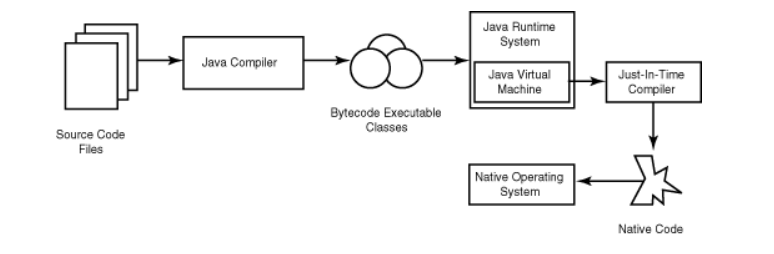 Source Code
Files
Java Compiler
Bytecode Executable
Classes
Java Runtime
System
Java Virtual
Machine
Just-In-Time
Compiler
Native Code
Native Operating
System